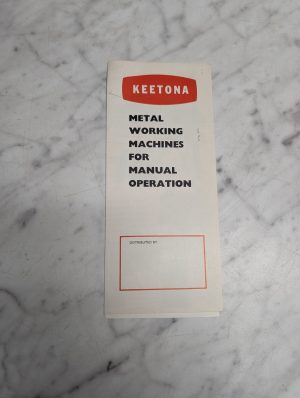 KEETONA
METAL
WORKING
MACHINES
FOR
MANUAL
OPERATION
DISTRIBUTED BY